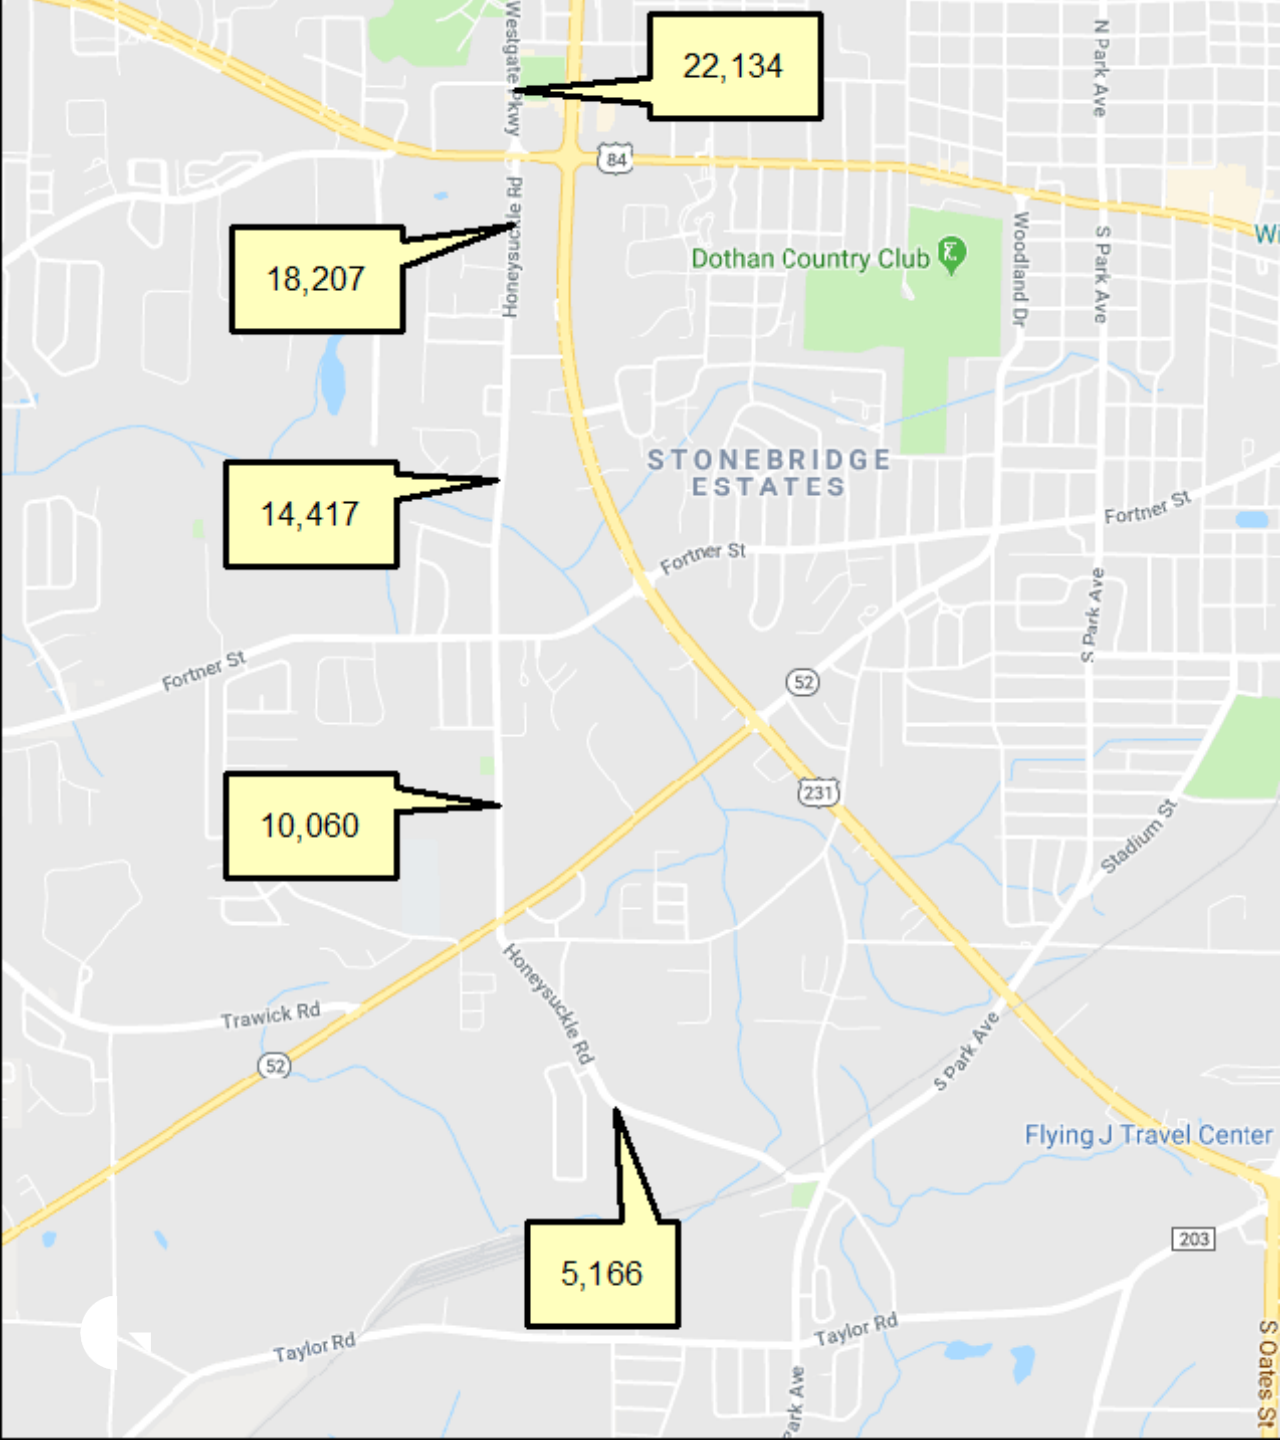 Westgate Pkwy
22,134
N Park Ave
84
Honeysuckle Rd
18,207
Dothan Country Club
Woodland Dr
S Park Ave
Wi
14,417
STONEBRIDGE
ESTATES
Fortner St
Fortner St
S Park Ave
Fortner St
52
10,060
231
Stadium St
Honeysuckle Rd
Trawick Rd
52
S Park Ave
Flying J Travel Center
5,166
203
Taylor Rd
Taylor Rd
Park Ave
S Oates St